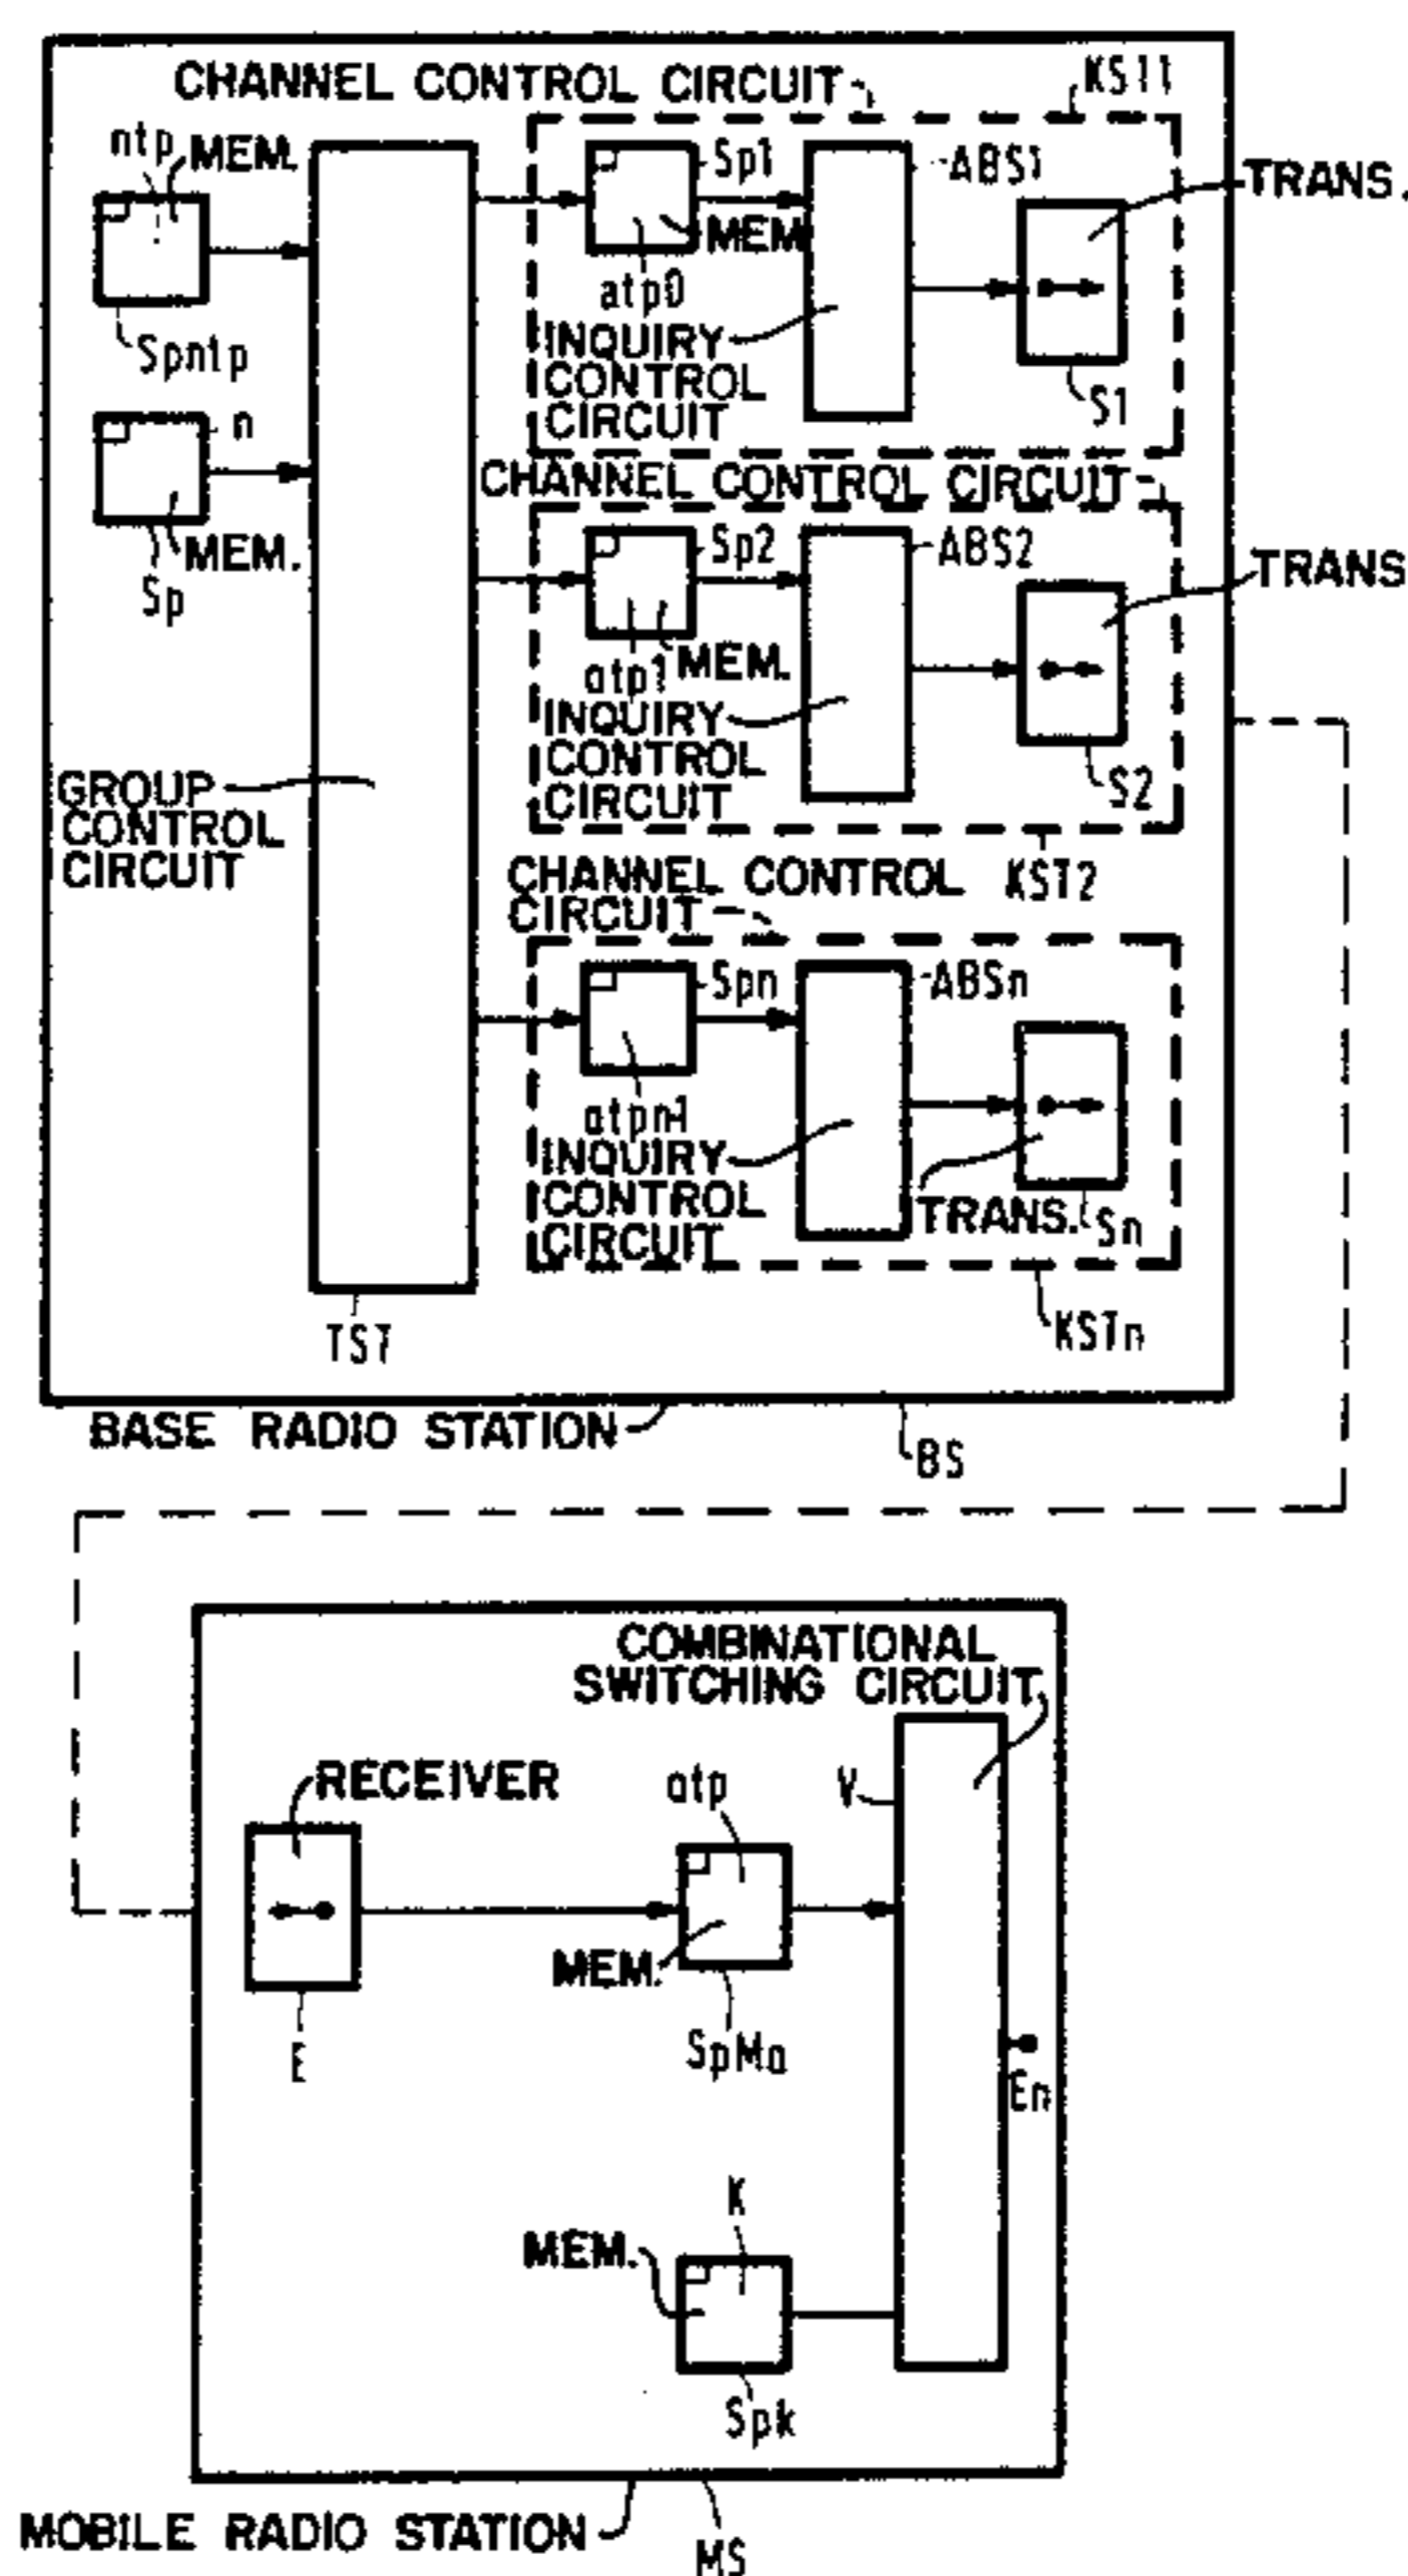 CHANNEL CONTROL CIRCUIT
KST1
ntp
MEM.
Sp1
ABS1
TRANS.
MEM
atp0
Spntp
INQUIRY
CONTROL
CIRCUIT
S1
n
CHANNEL CONTROL CIRCUIT
MEM.
Sp
Sp2
ABS2
TRANS
atp1
MEM.
INQUIRY
CONTROL
CIRCUIT
S2
GROUP
CONTROL
CIRCUIT
CHANNEL CONTROL
CIRCUIT
KST2
Spn
ABSn
atpn-1
INQUIRY
CONTROL
CIRCUIT
TRANS.
Sn
KSTn
TST
BASE RADIO STATION
BS
COMBINATIONAL
SWITCHING CIRCUIT
RECEIVER
atp
V
MEM.
E
SpMa
En
K
MEM.
Spk
MOBILE RADIO STATION
MS